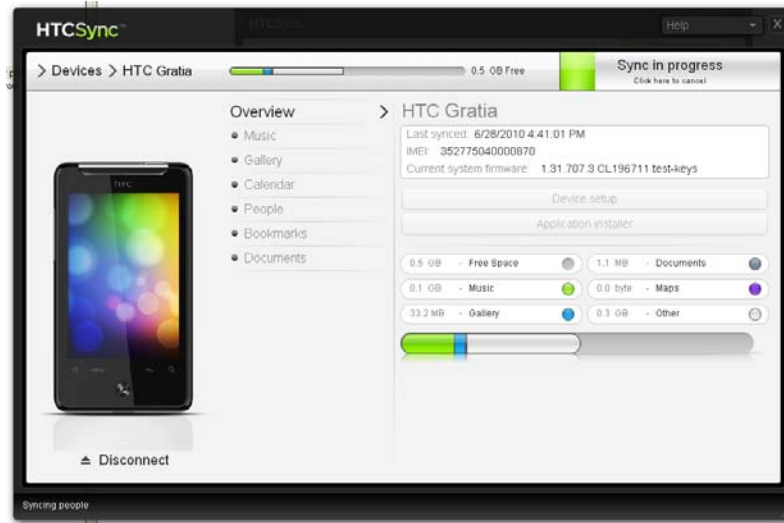 HTCSync™
HTCSync
Help
X
> Devices > HTC Gratia
0.5 GB Free
Sync in progress
Click here to cancel
Overview
Music
Gallery
Calendar
People
Bookmarks
Documents
> HTC Gratia
Last synced: 6/28/2010 4:41:01 PM
IMEI: 352775040000870
Current system firmware: 1.31.707.3 CL196711 test-keys
Device setup
Application installer
0.5 GB - Free Space
1.1 MB - Documents
0.1 GB - Music
0.0 byte - Maps
33.2 MB - Gallery
0.3 GB - Other
hTC
Disconnect
Syncing people